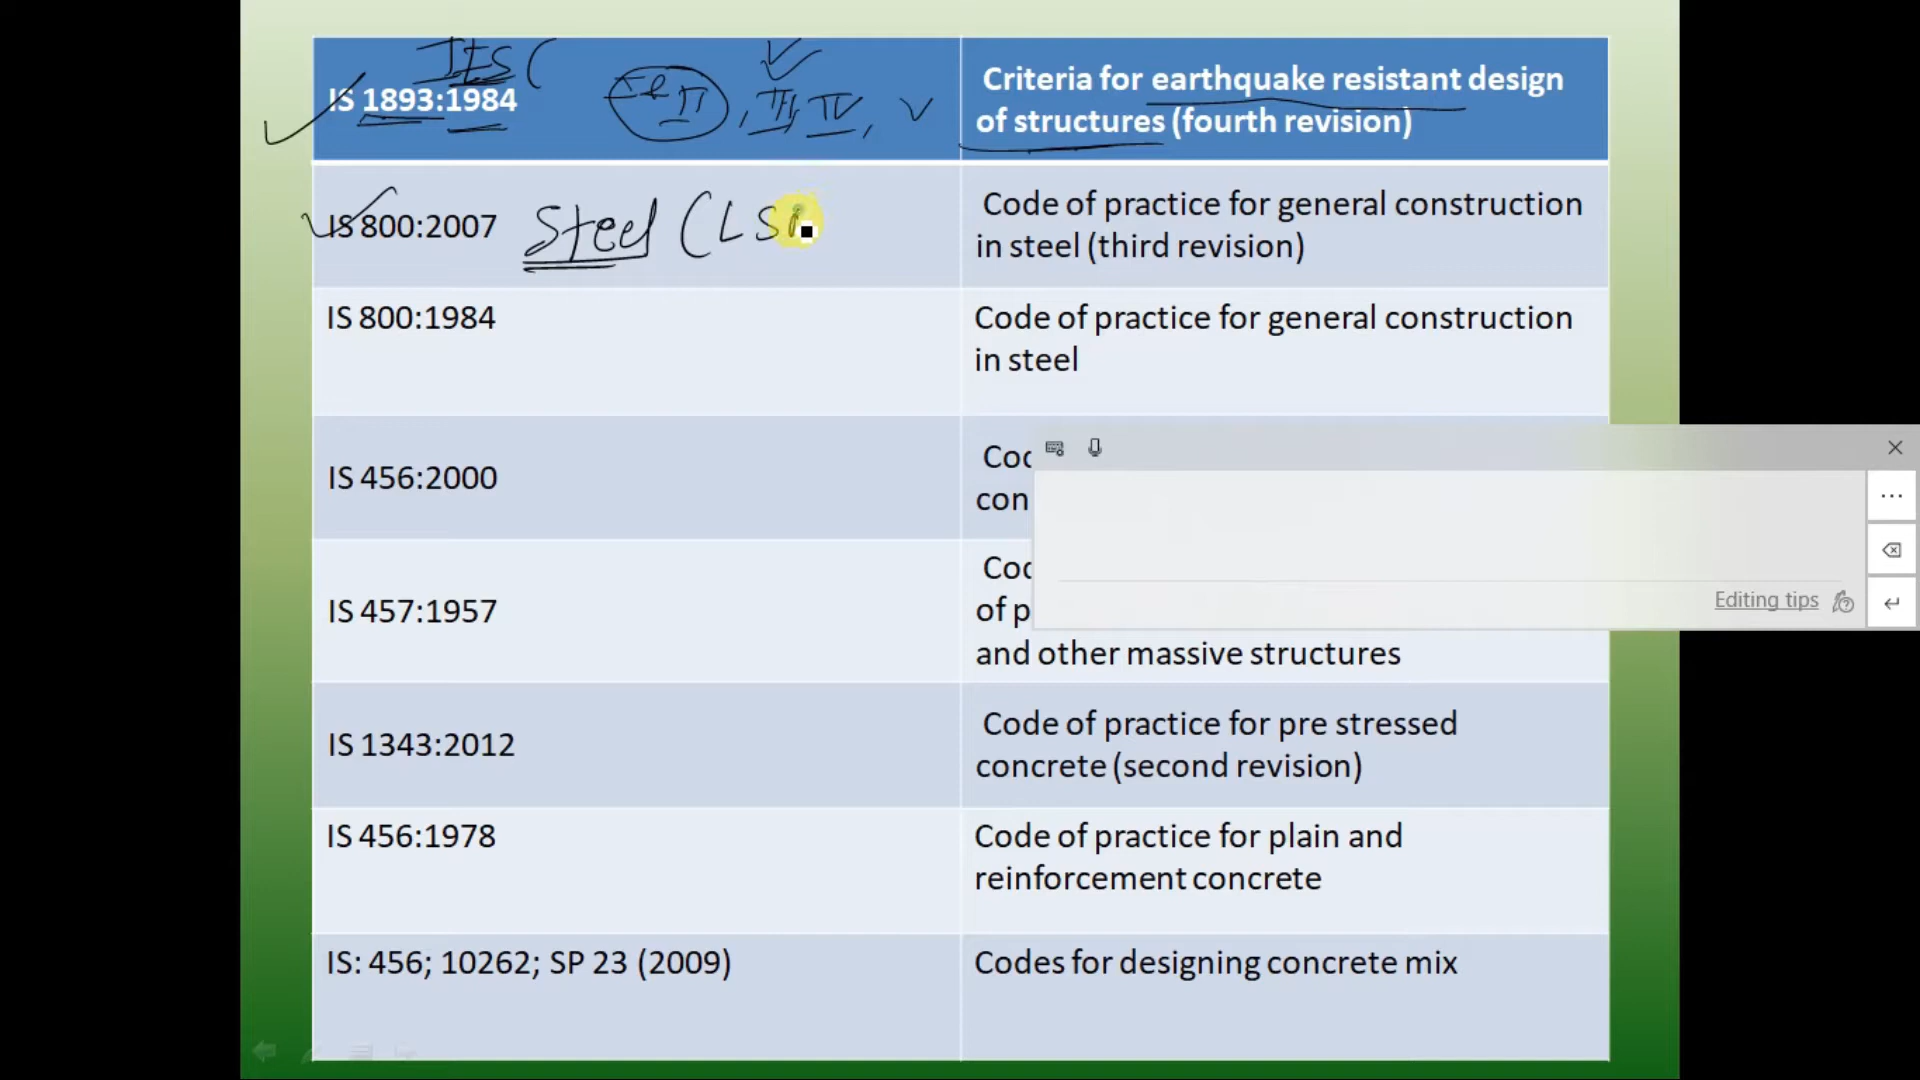 IES (
IS 1893:1984
II, III, IV, V
Criteria for earthquake resistant design
of structures (fourth revision)
IS 800:2007
Steel (LS
Code of practice for general construction
in steel (third revision)
IS 800:1984
Code of practice for general construction
in steel
IS 456:2000
con
IS 457:1957
of p
and other massive structures
Editing tips
IS 1343:2012
Code of practice for pre stressed
concrete (second revision)
IS 456:1978
Code of practice for plain and
reinforcement concrete
IS: 456; 10262; SP 23 (2009)
Codes for designing concrete mix